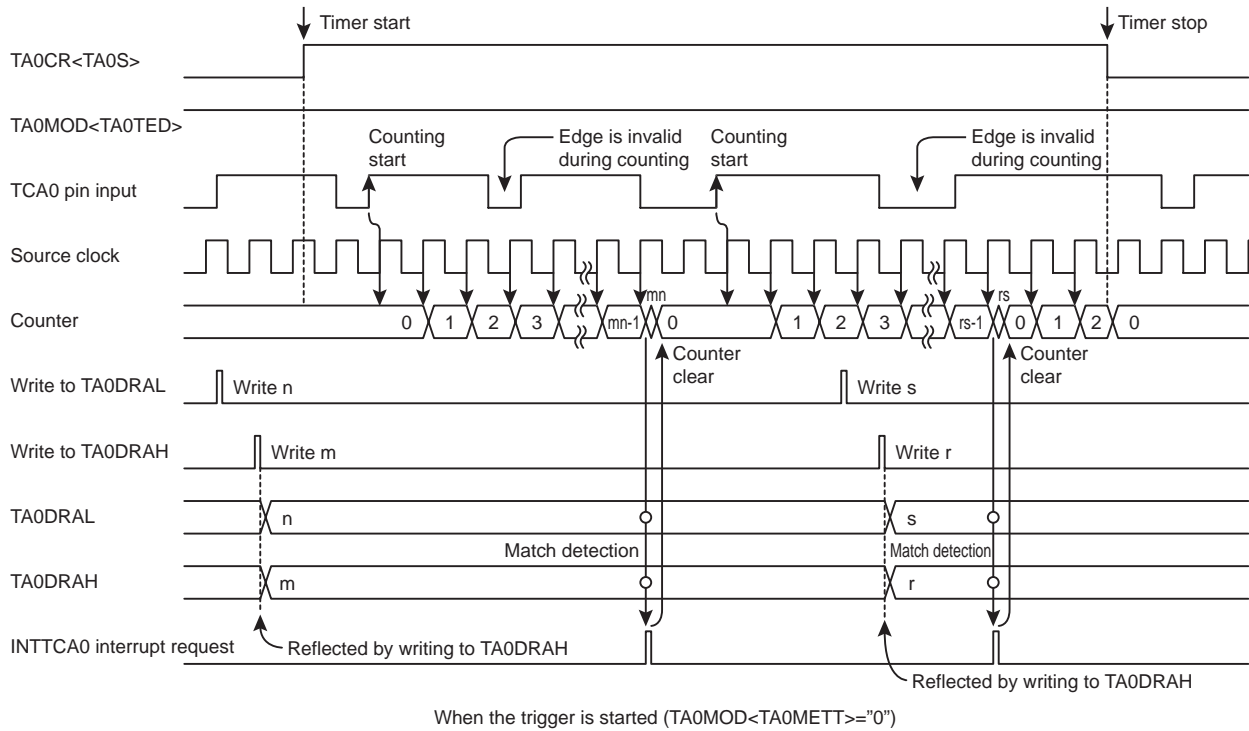 Timer start
Timer stop
TA0CR<TA0S>
TA0MOD<TA0TED>
Counting
start
Edge is invalid
during counting
Counting
start
Edge is invalid
during counting
TCA0 pin input
Source clock
mn
rs
Counter
0 1 2 3 mn-1 0 1 2 3 rs-1 0 1 2 0
Counter
clear
Counter
clear
Write to TA0DRAL
Write n
Write s
Write to TA0DRAH
Write m
Write r
TA0DRAL
n
s
Match detection
Match detection
TA0DRAH
m
r
INTTCA0 interrupt request
Reflected by writing to TA0DRAH
Reflected by writing to TA0DRAH
When the trigger is started (TA0MOD<TA0METT>=”0”)